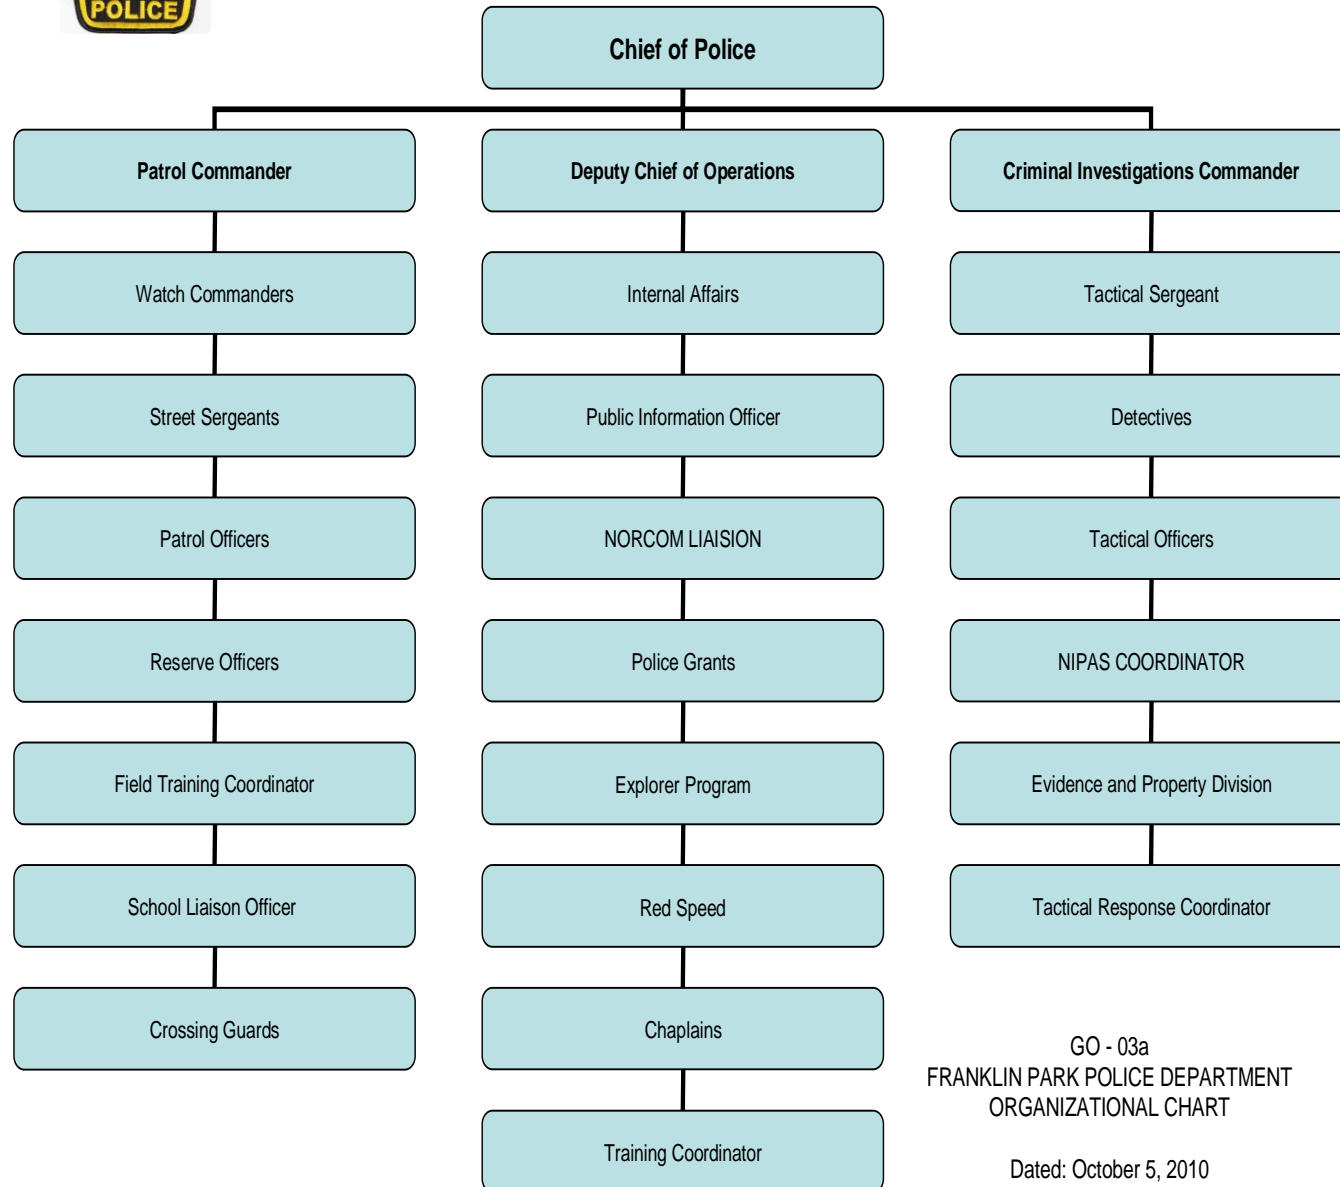 POLICE
Chief of Police
Patrol Commander
Deputy Chief of Operations
Criminal Investigations Commander
Watch Commanders
Internal Affairs
Tactical Sergeant
Street Sergeants
Public Information Officer
Detectives
Patrol Officers
NORCOM LIAISION
Tactical Officers
Reserve Officers
Police Grants
NIPAS COORDINATOR
Field Training Coordinator
Explorer Program
Evidence and Property Division
School Liaison Officer
Red Speed
Tactical Response Coordinator
Crossing Guards
Chaplains
Training Coordinator
GO - 03a
FRANKLIN PARK POLICE DEPARTMENT
ORGANIZATIONAL CHART
Dated: October 5, 2010